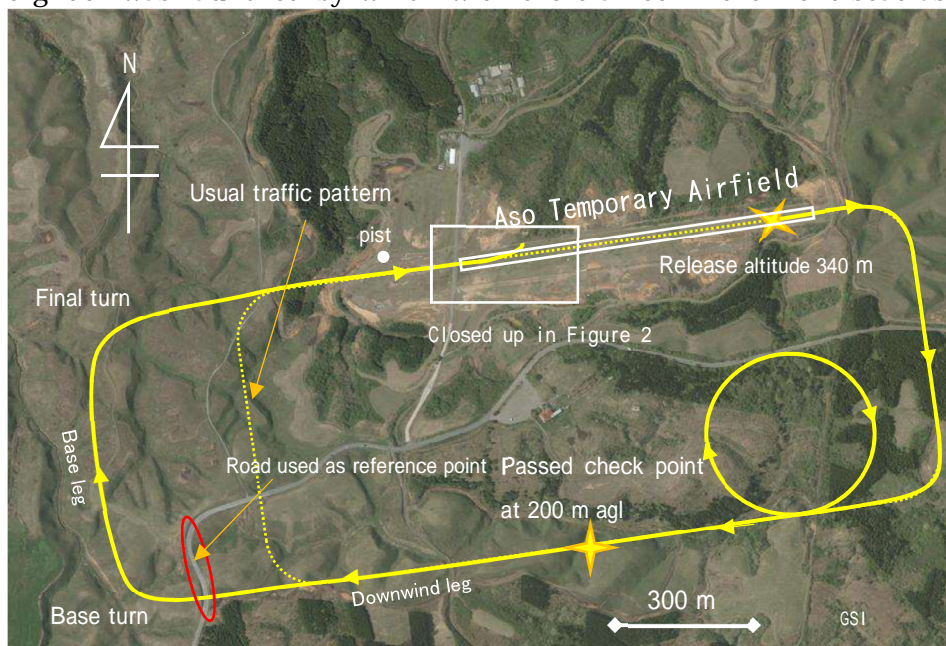 N
Usual traffic pattern
pist
Aso Temporary Airfield
Release altitude 340 m
Final turn
Closed up in Figure 2
Base leg
Road used as reference point
Passed check point
at 200 m agl
Downwind leg
300 m
Base turn
GSI